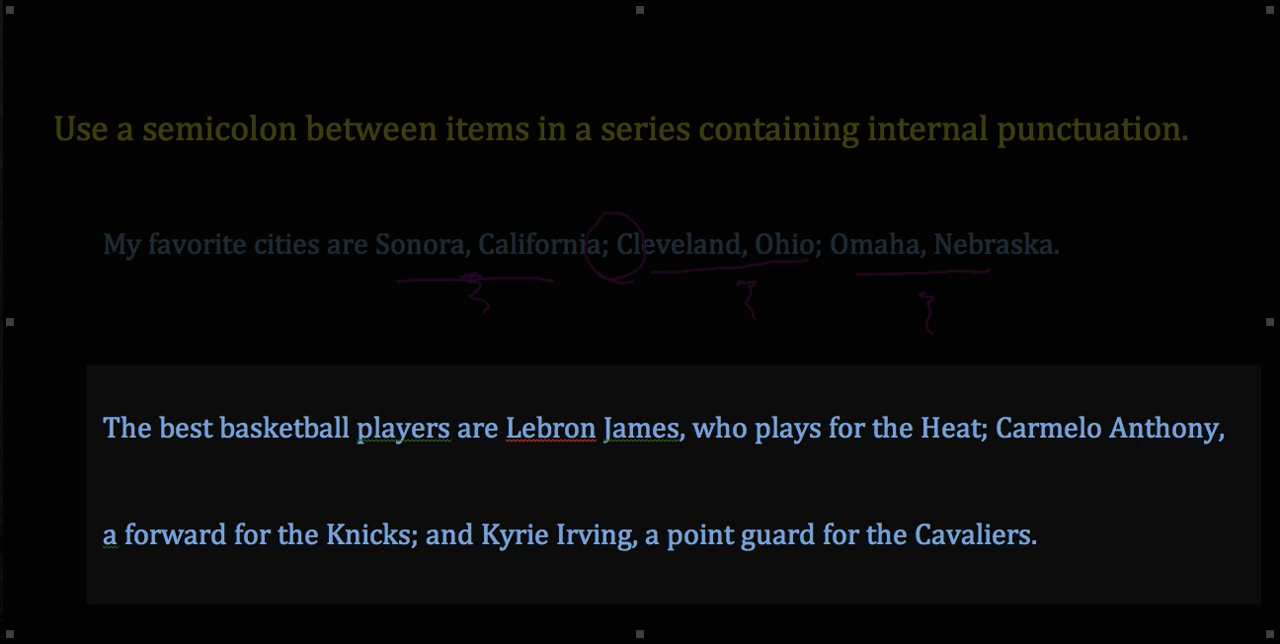 Use a semicolon between items in a series containing internal punctuation.
My favorite cities are Sonora, California; Cleveland, Ohio; Omaha, Nebraska.
The best basketball players are Lebron James, who plays for the Heat; Carmelo Anthony,
a forward for the Knicks; and Kyrie Irving, a point guard for the Cavaliers.